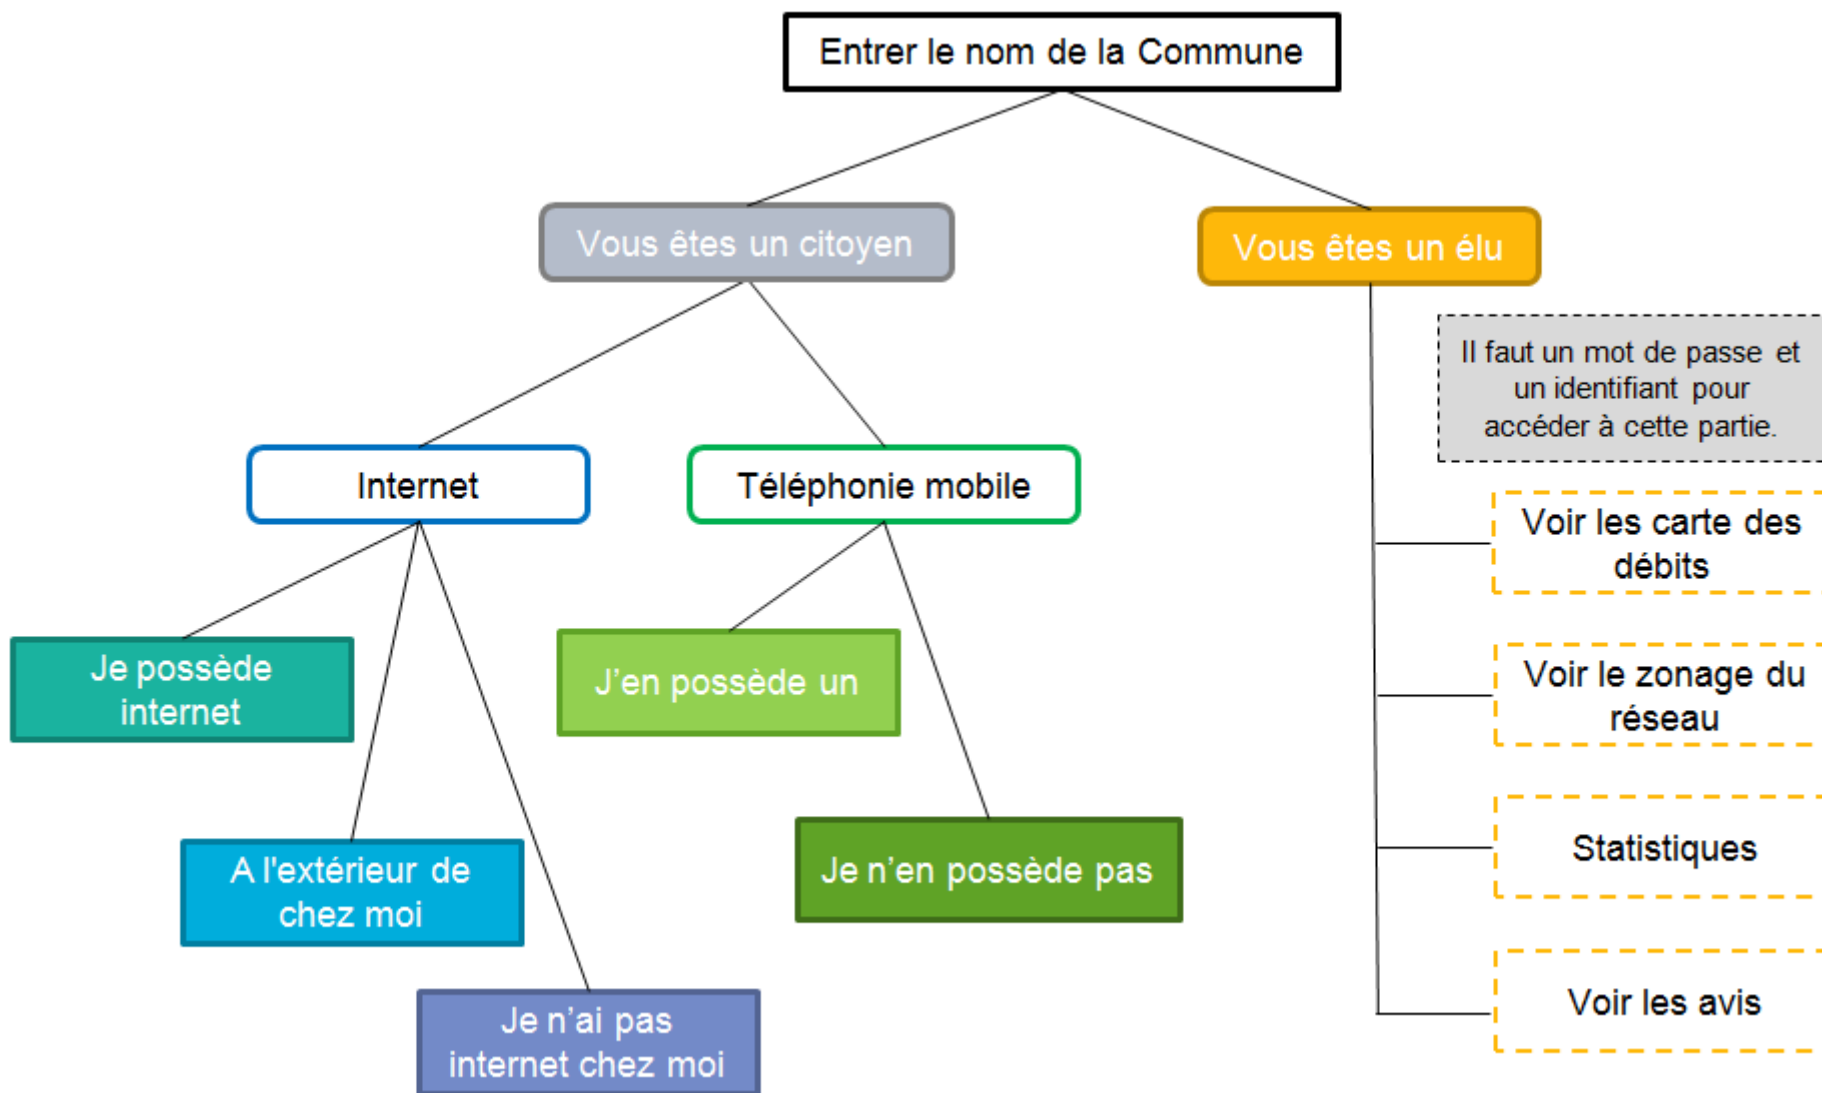 Entrer le nom de la Commune
Vous êtes un citoyen
Vous êtes un élu
Il faut un mot de passe et
un identifiant pour
accéder à cette partie.
Internet
Téléphonie mobile
Voir les carte des
débits
Je possède
internet
J'en possède un
Voir le zonage du
réseau
A l'extérieur de
chez moi
Je n'en possède pas
Statistiques
Je n'ai pas
internet chez moi
Voir les avis